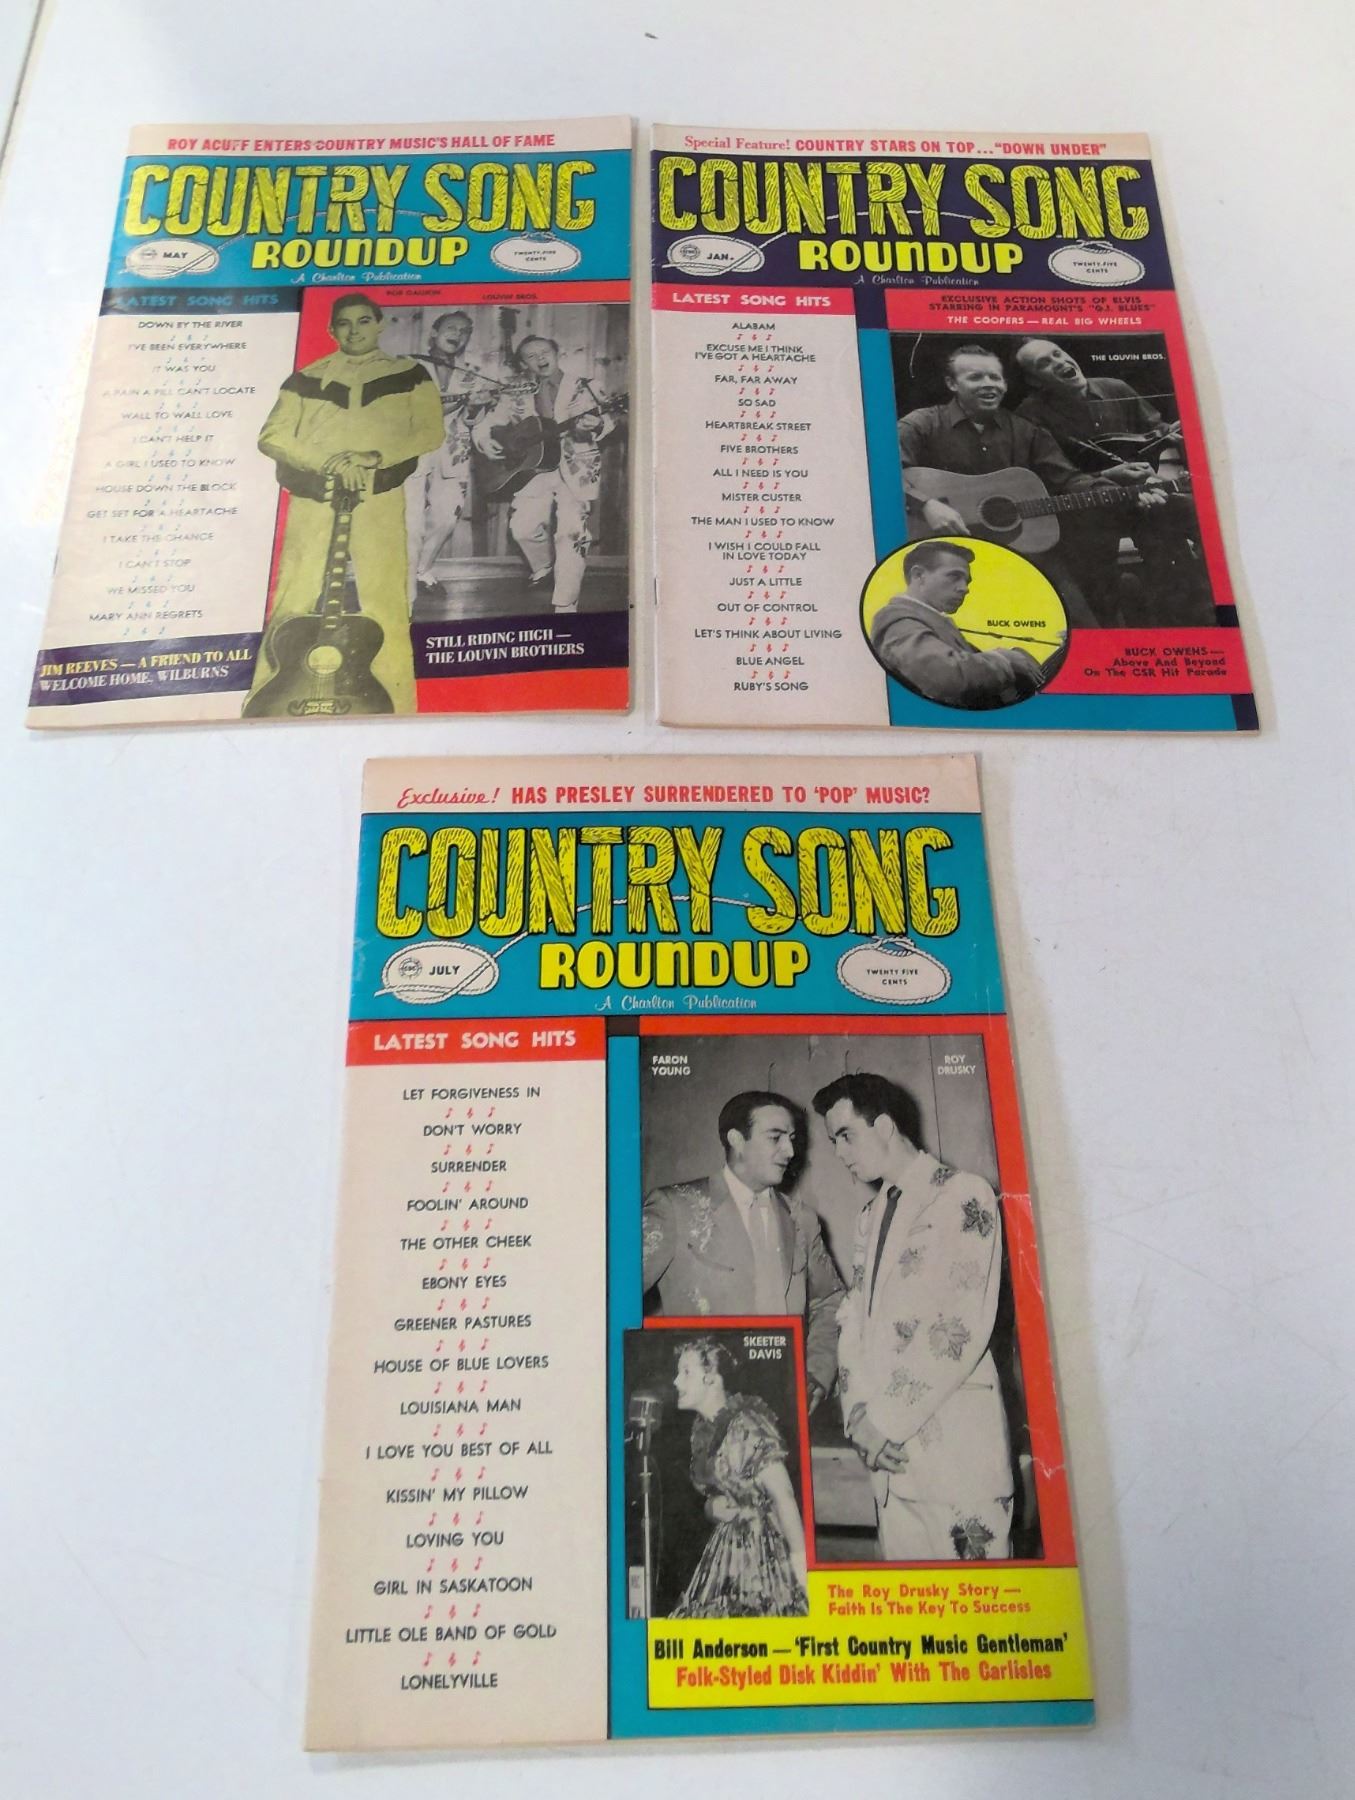 ROY ACUFF ENTERS COUNTRY MUSIC'S HALL OF FAME
COUNTRY SONG
ROUNDUP
MAY
TWENTY-FIVE
CENTS
A Charlton Publication
LATEST SONG HITS
DOWN BY THE RIVER
I'VE BEEN EVERYWHERE
IT WAS YOU
A PAIN A PILL CAN'T LOCATE
WALL TO WALL LOVE
I CAN'T HELP IT
A GIRL I USED TO KNOW
HOUSE DOWN THE BLOCK
GET SET FOR A HEARTACHE
I TAKE THE CHANCE
I CAN'T STOP
WE MISSED YOU
MARY ANN REGRETS
LOUVIN BROS.
JIM REEVES — A FRIEND TO ALL
WELCOME HOME, WILBURNS
STILL RIDING HIGH —
THE LOUVIN BROTHERS
Special Feature! COUNTRY STARS ON TOP..."DOWN UNDER"
COUNTRY SONG
ROUNDUP
JAN.
TWENTY-FIVE
CENTS
A Charlton Publication
LATEST SONG HITS
ALABAM
EXCUSE ME I THINK
I'VE GOT A HEARTACHE
FAR, FAR AWAY
SO SAD
HEARTBREAK STREET
FIVE BROTHERS
ALL I NEED IS YOU
MISTER CUSTER
THE MAN I USED TO KNOW
I WISH I COULD FALL
IN LOVE TODAY
JUST A LITTLE
OUT OF CONTROL
LET'S THINK ABOUT LIVING
BLUE ANGEL
RUBY'S SONG
EXCLUSIVE ACTION SHOTS OF ELVIS
STARRING IN PARAMOUNT'S "G.I. BLUES"
THE COOPERS — REAL BIG WHEELS
THE LOUVIN BROS.
BUCK OWENS
BUCK OWENS —
Above And Beyond
On The CSR Hit Parade
Exclusive! HAS PRESLEY SURRENDERED TO 'POP' MUSIC?
COUNTRY SONG
ROUNDUP
JULY
TWENTY FIVE
CENTS
A Charlton Publication
LATEST SONG HITS
LET FORGIVENESS IN
DON'T WORRY
SURRENDER
FOOLIN' AROUND
THE OTHER CHEEK
EBONY EYES
GREENER PASTURES
HOUSE OF BLUE LOVERS
LOUISIANA MAN
I LOVE YOU BEST OF ALL
KISSIN' MY PILLOW
LOVING YOU
GIRL IN SASKATOON
LITTLE OLE BAND OF GOLD
LONELYVILLE
FARON
YOUNG
ROY
DRUSKY
SKEETER
DAVIS
The Roy Drusky Story —
Faith Is The Key To Success
Bill Anderson — 'First Country Music Gentleman'
Folk-Styled Disk Kiddin' With The Carlisles